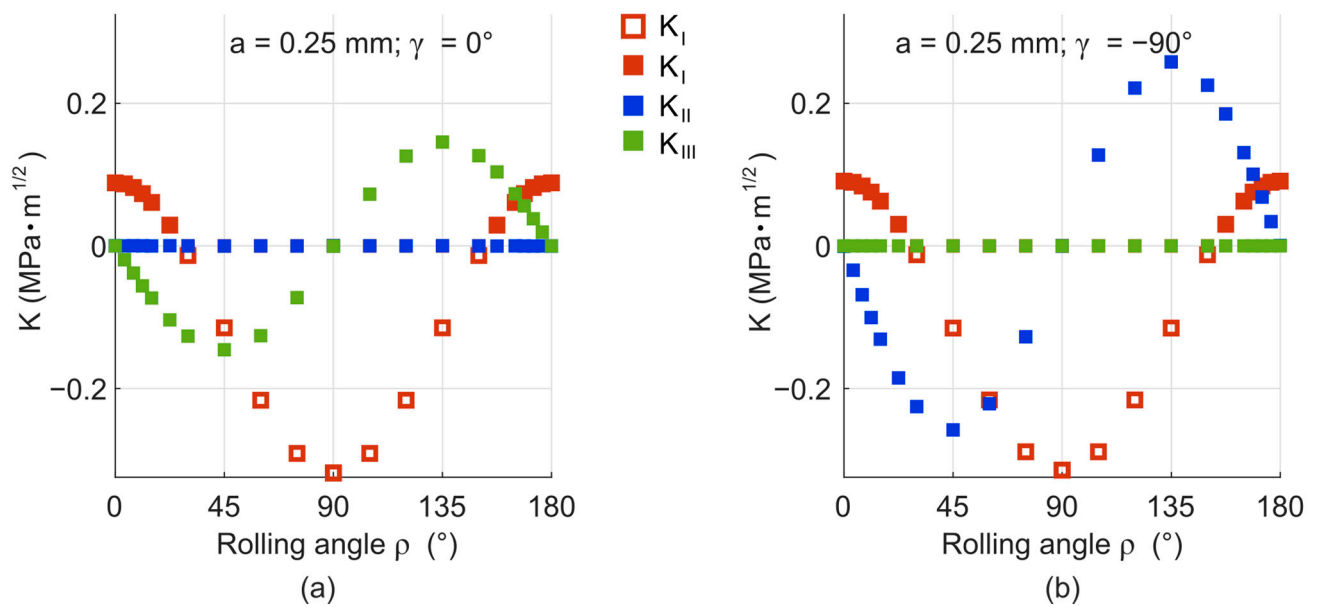 a = 0.25 mm; γ = 0°
K (MPa•m1/2)
0.2
0
−0.2
0 45 90 135 180
Rolling angle ρ (°)
(a)
KI
KI
KII
KIII
a = 0.25 mm; γ = −90°
K (MPa•m1/2)
0.2
0
−0.2
0 45 90 135 180
Rolling angle ρ (°)
(b)